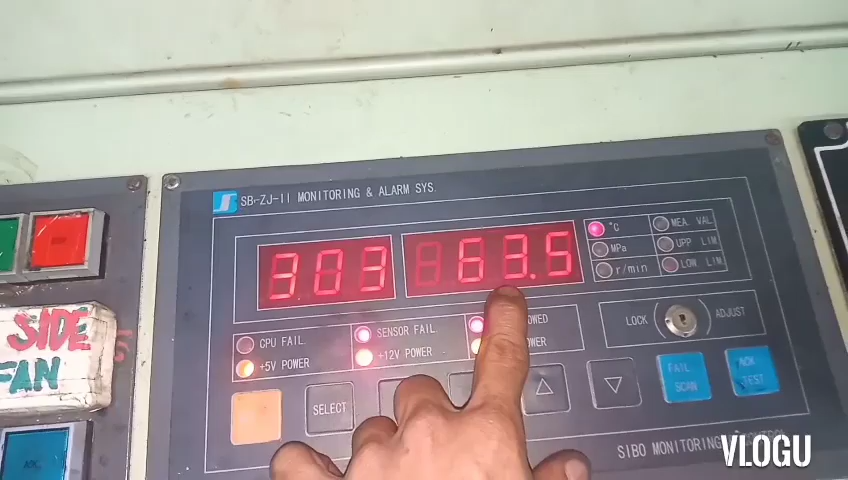 SB-ZJ-II MONITORING & ALARM SYS.
303 63.5
°C
MEA. VAL.
MPa
UPP LIM.
r/min
LOW LIM.
CPU FAIL
SENSOR FAIL
+5V POWER
+12V POWER
LOCK
ADJUST
SELECT
FAIL SCAN
ACK TEST
SIBO MONITORING
SIDE
FAN
VLOGU